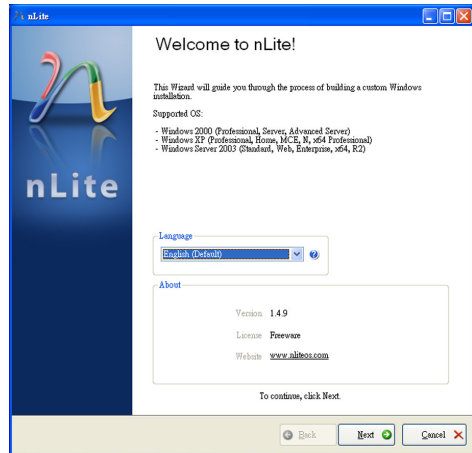 nLite
Welcome to nLite!
This Wizard will guide you through the process of building a custom Windows
installation.
Supported OS:
- Windows 2000 (Professional, Server, Advanced Server)
- Windows XP (Professional, Home, MCE, N, x64 Professional)
- Windows Server 2003 (Standard, Web, Enterprise, x64, R2)
nLite
Language
English (Default)
About
Version 1.4.9
License Freeware
Website www.nliteos.com
To continue, click Next.
Back Next Cancel